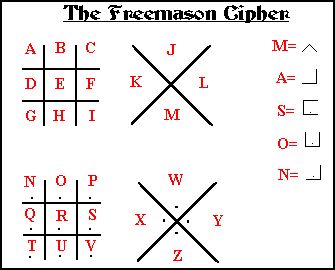 The Freemason Cipher
A B C
D E F
G H I
J
K L
M
N O P
Q R S
T U V
W
X Y
Z
M=
A=
S=
O=
N=